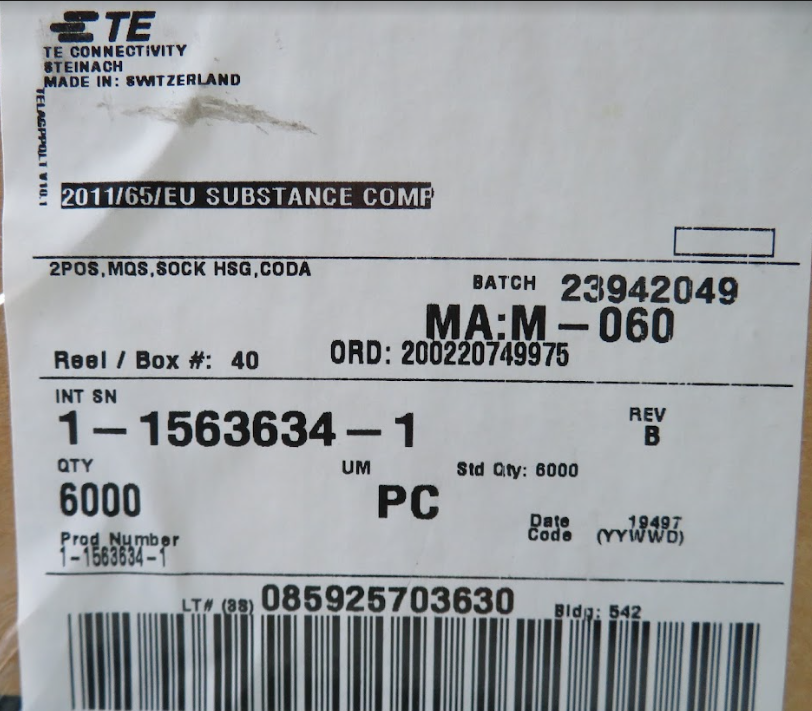 TE
TE CONNECTIVITY
STEINACH
MADE IN: SWITZERLAND
2011/65/EU SUBSTANCE COMP
2POS,MQS,SOCK HSG,CODA
BATCH 23942049
MA:M-060
Reel / Box #: 40 ORD: 200220749975
INT SN
1-1563634-1
REV
B
QTY UM Std Qty: 6000
6000 PC
Date Code 19497 (YYWWD)
Prod Number
1-1563634-1
LT# (3S) 085925703630 Bldg: 542